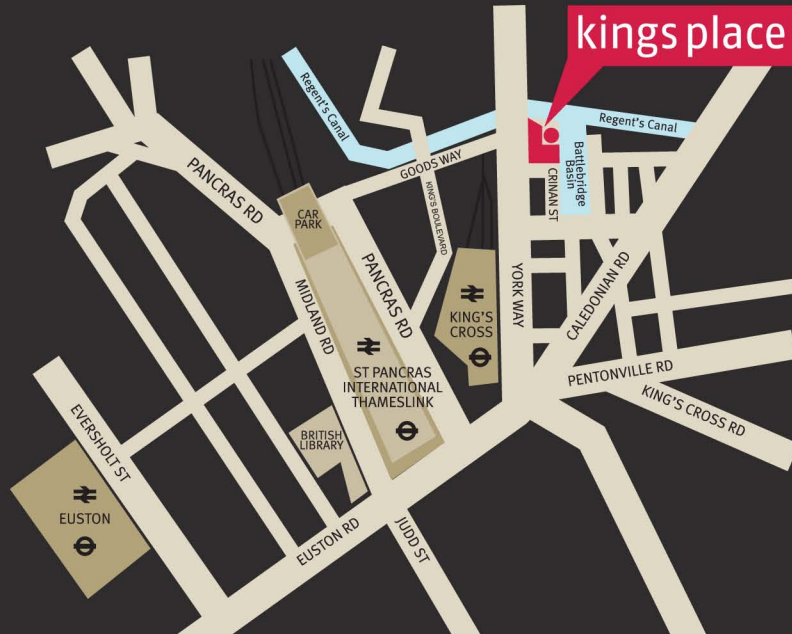 kings place
Regent's Canal
Regent's Canal
GOODS WAY
Battlebridge
Basin
CRINAN ST
PANCRAS RD
KING'S BOULEVARD
CAR
PARK
PANCRAS RD
MIDLAND RD
YORK WAY
CALEDONIAN RD
KING'S
CROSS
ST PANCRAS
INTERNATIONAL
THAMESLINK
PENTONVILLE RD
KING'S CROSS RD
EVERSHOLT ST
BRITISH
LIBRARY
EUSTON
EUSTON RD
JUDD ST